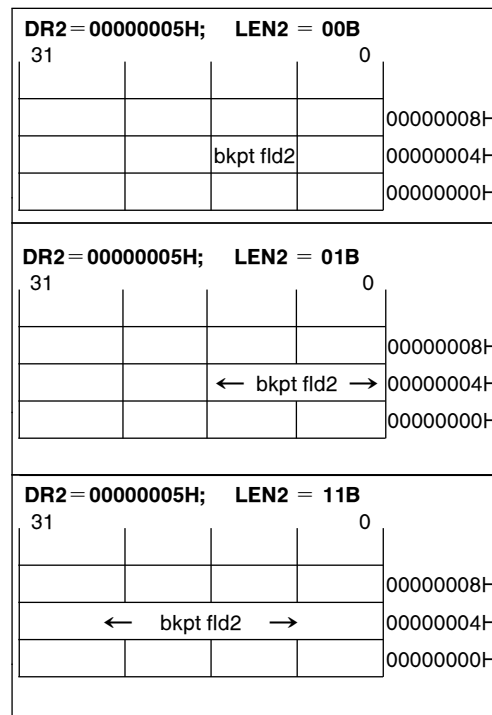 DR2=00000005H; LEN2 = 00B
31 0
00000008H
bkpt fld2 00000004H
00000000H
DR2=00000005H; LEN2 = 01B
31 0
00000008H
← bkpt fld2 → 00000004H
00000000H
DR2=00000005H; LEN2 = 11B
31 0
00000008H
← bkpt fld2 → 00000004H
00000000H